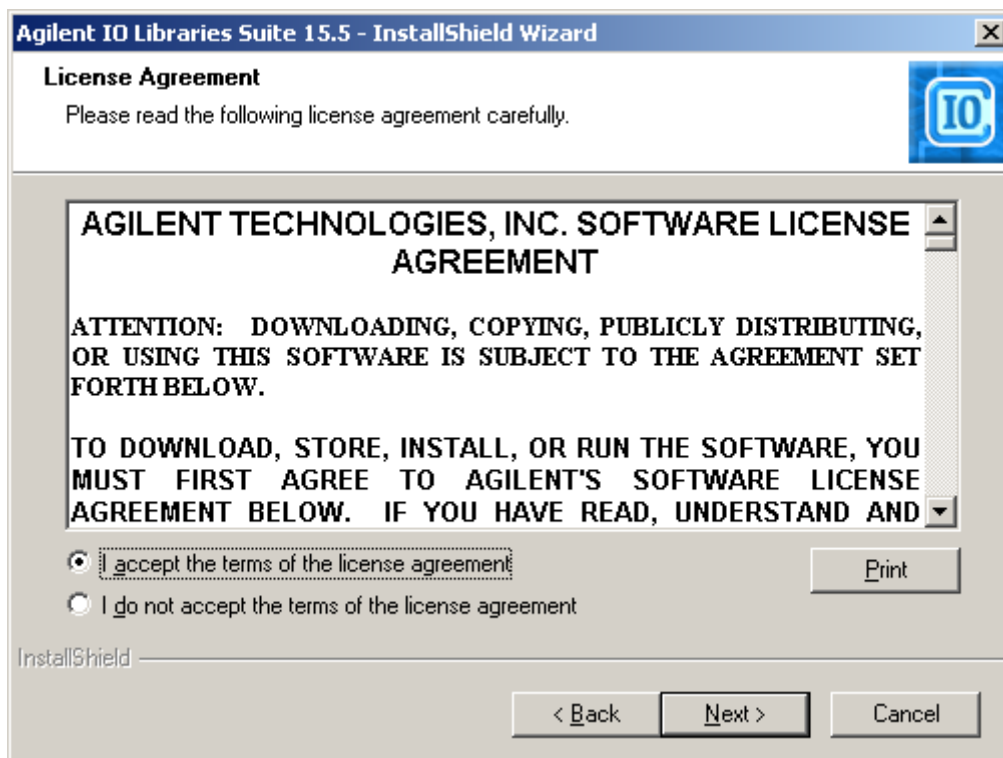 Agilent IO Libraries Suite 15.5 - InstallShield Wizard
License Agreement
Please read the following license agreement carefully.
IO
AGILENT TECHNOLOGIES, INC. SOFTWARE LICENSE
AGREEMENT
ATTENTION: DOWNLOADING, COPYING, PUBLICLY DISTRIBUTING,
OR USING THIS SOFTWARE IS SUBJECT TO THE AGREEMENT SET
FORTH BELOW.
TO DOWNLOAD, STORE, INSTALL, OR RUN THE SOFTWARE, YOU
MUST FIRST AGREE TO AGILENT'S SOFTWARE LICENSE
AGREEMENT BELOW. IF YOU HAVE READ, UNDERSTAND AND
I accept the terms of the license agreement
Print
I do not accept the terms of the license agreement
InstallShield
< Back
Next >
Cancel